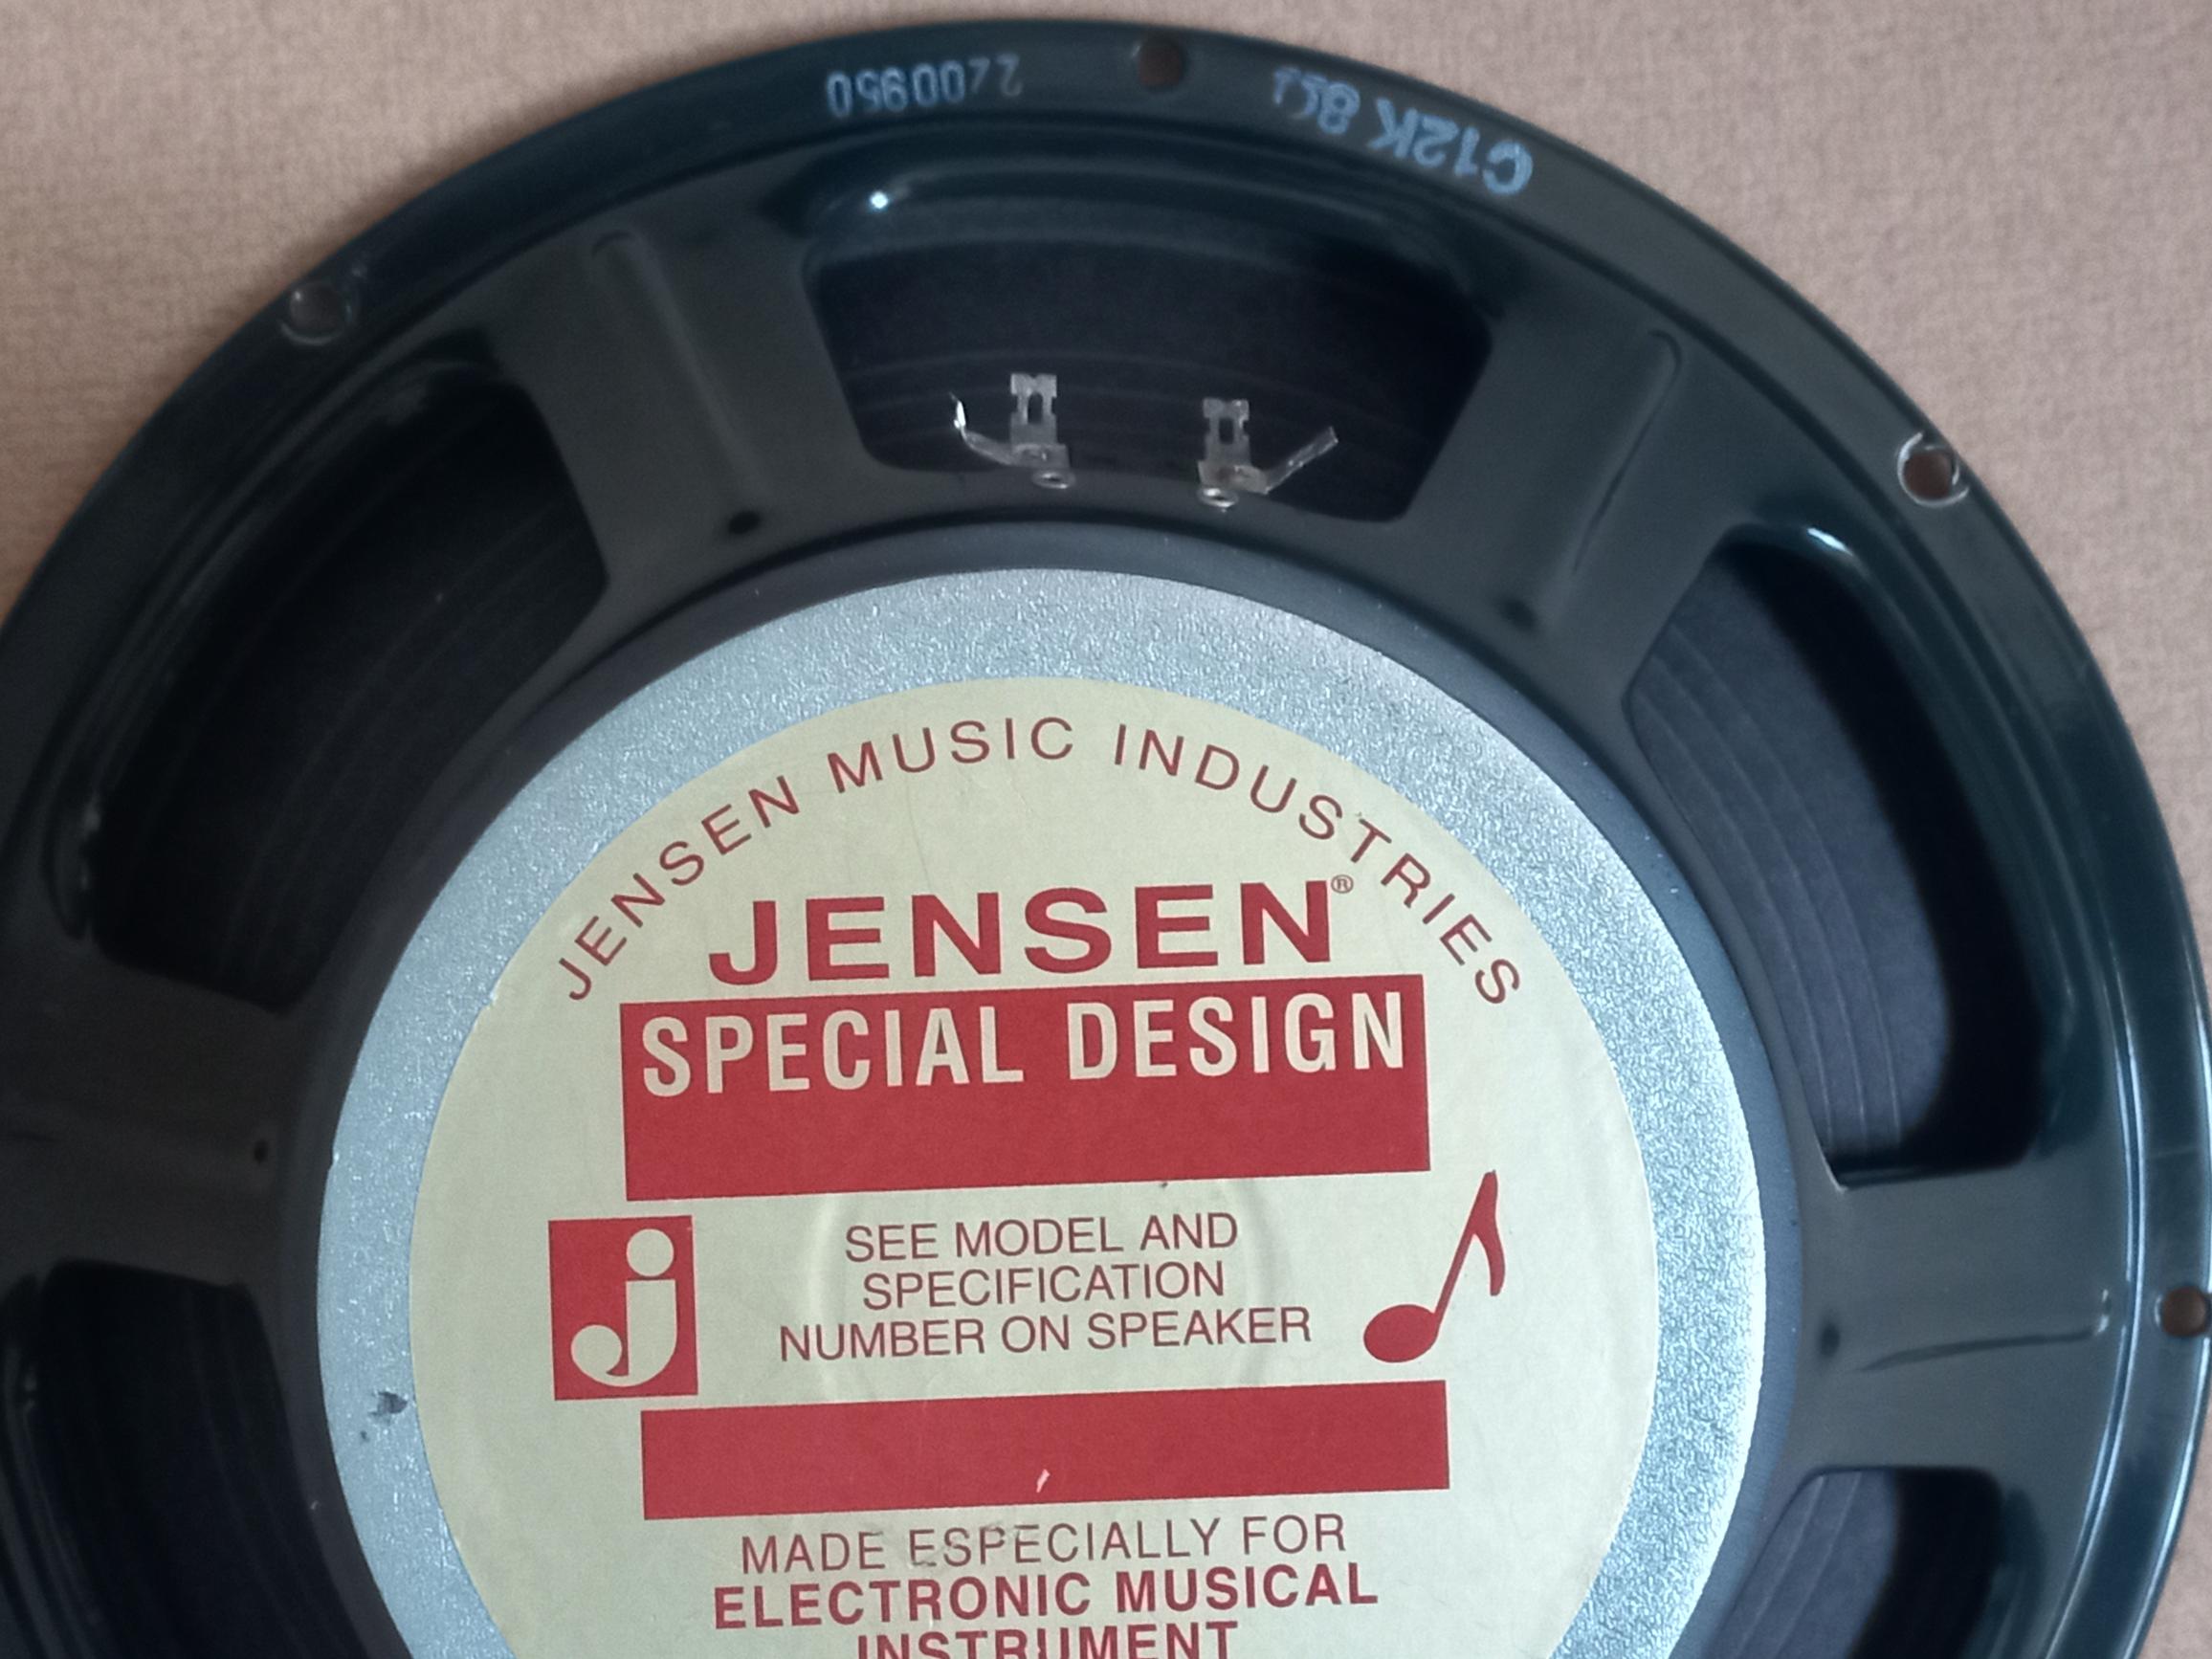 C12K 8Ω
JENSEN MUSIC INDUSTRIES
JENSEN®
SPECIAL DESIGN
j
SEE MODEL AND
SPECIFICATION
NUMBER ON SPEAKER
MADE ESPECIALLY FOR
ELECTRONIC MUSICAL
INSTRUMENT